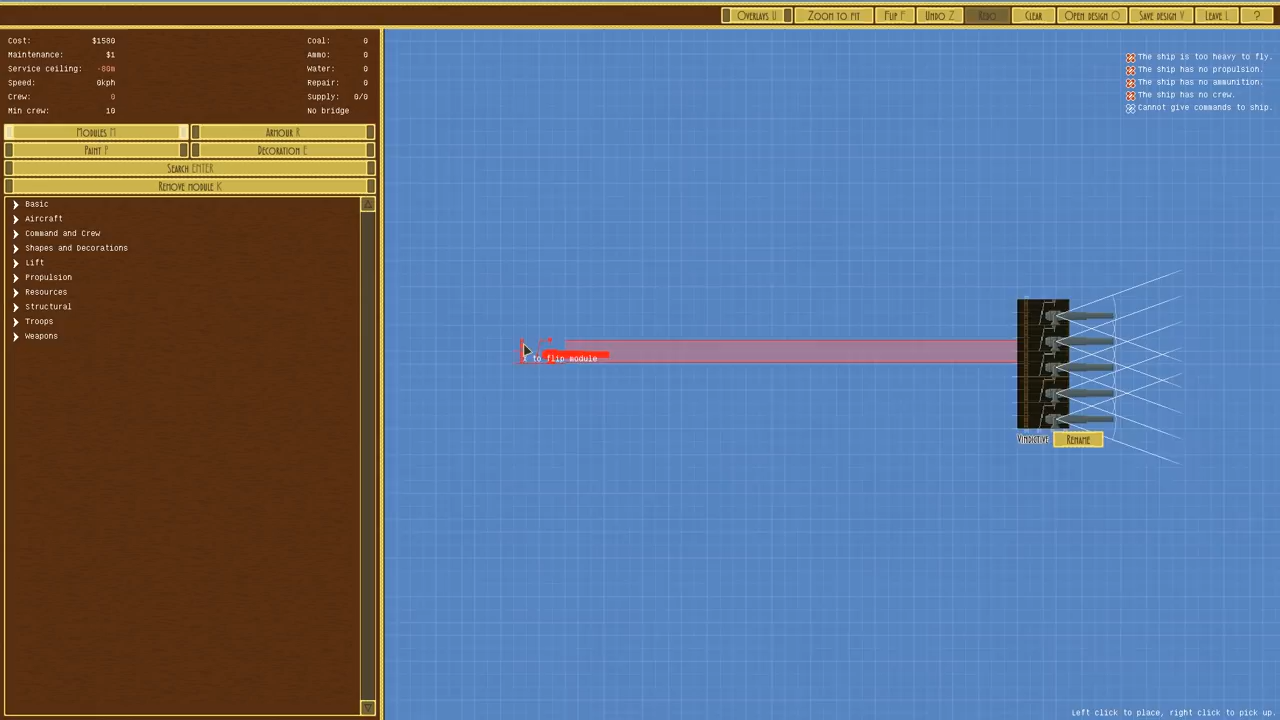 Overlays U
Zoom to fit
Flip F
Undo Z
Redo
Clear
Open design O
Save design V
Leave L
?
Cost: $1580
Maintenance: $1
Service ceiling: -80m
Speed: 0kph
Crew: 0
Min crew: 10
Coal: 0
Ammo: 0
Water: 0
Repair: 0
Supply: 0/0
No bridge
Modules M
Armour R
Paint P
Decoration E
Search ENTER
Remove module K
Basic
Aircraft
Command and Crew
Shapes and Decorations
Lift
Propulsion
Resources
Structural
Troops
Weapons
The ship is too heavy to fly.
The ship has no propulsion.
The ship has no ammunition.
The ship has no crew.
Cannot give commands to ship.
to flip module
Rename
Left click to place, right click to pick up.